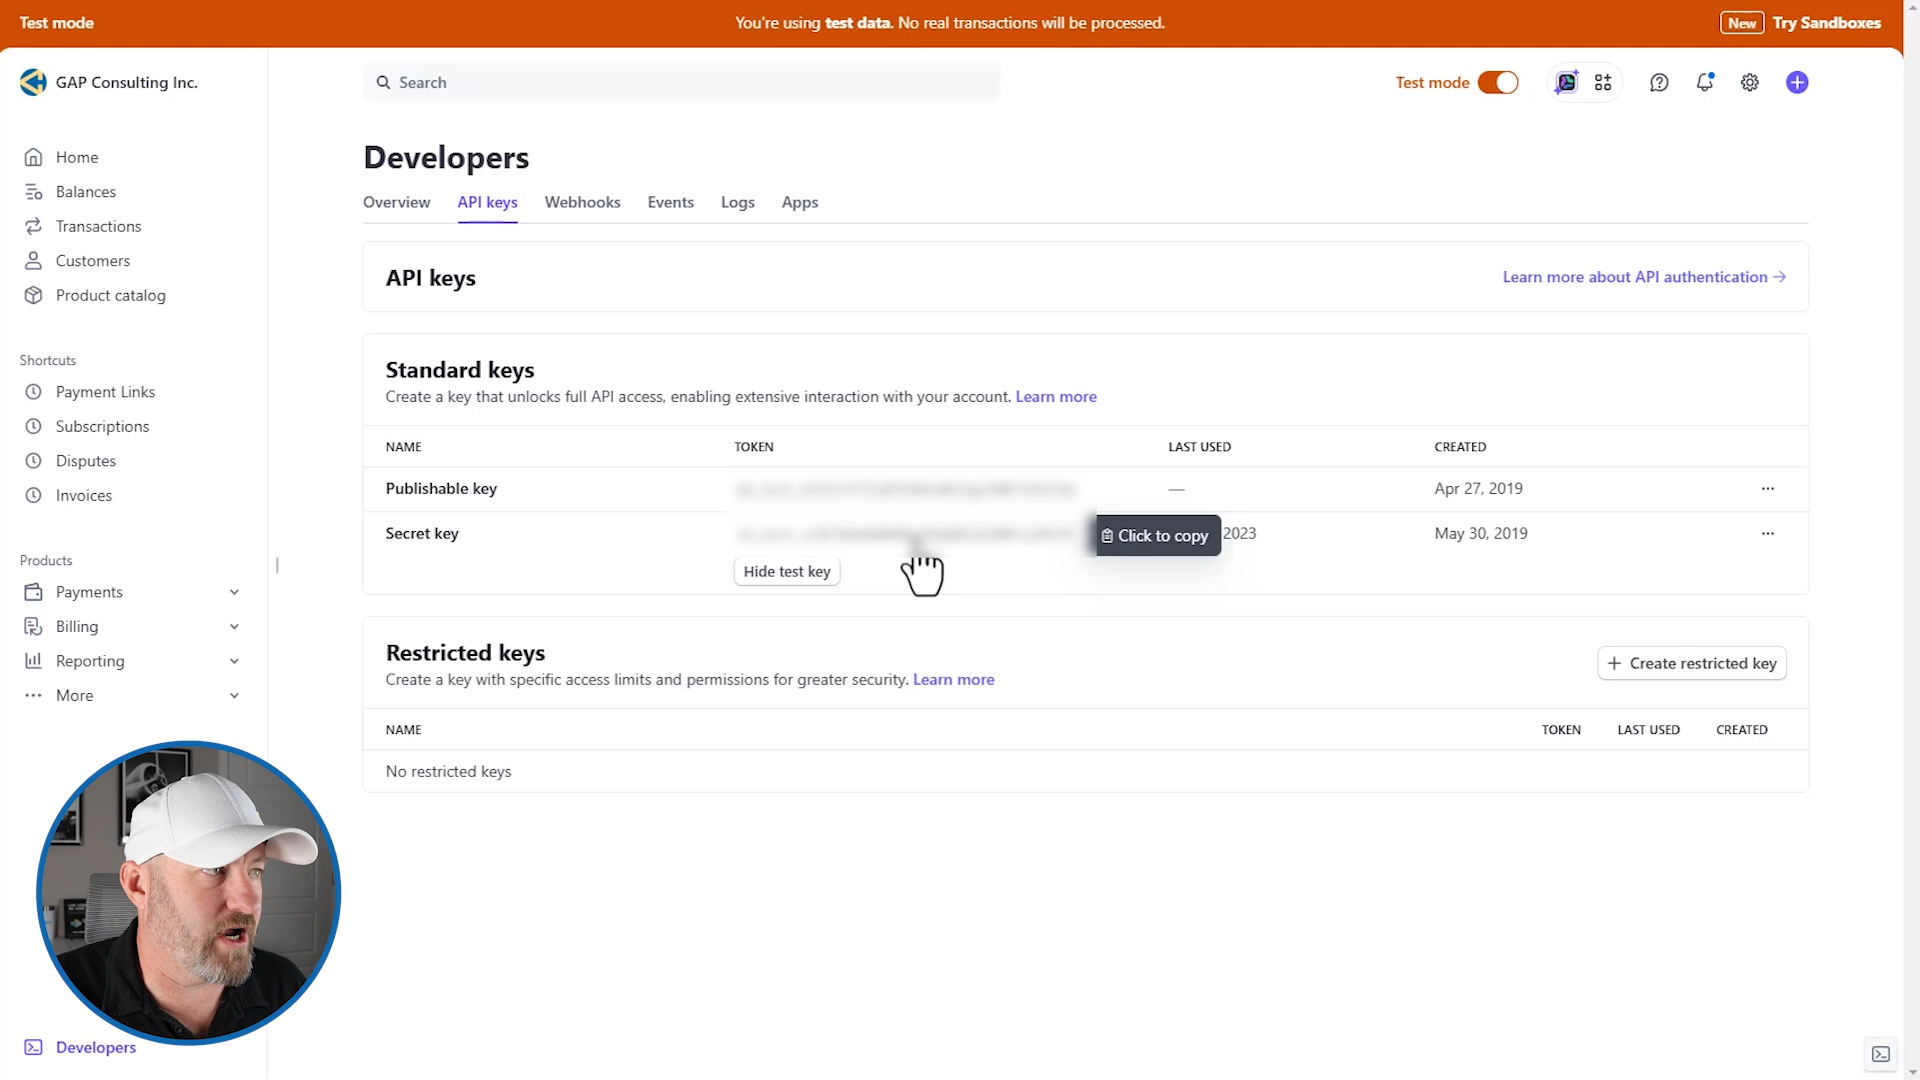 Test mode
You're using test data. No real transactions will be processed.
New Try Sandboxes
GAP Consulting Inc.
Search
Test mode
Home
Balances
Transactions
Customers
Product catalog
Shortcuts
Payment Links
Subscriptions
Disputes
Invoices
Products
Payments
Billing
Reporting
More
Developers
Developers
Overview API keys Webhooks Events Logs Apps
API keys
Learn more about API authentication →
Standard keys
Create a key that unlocks full API access, enabling extensive interaction with your account. Learn more
NAME TOKEN LAST USED CREATED
Publishable key — Apr 27, 2019 ...
Secret key Click to copy 2023 May 30, 2019 ...
Hide test key
Restricted keys
Create a key with specific access limits and permissions for greater security. Learn more
+ Create restricted key
NAME TOKEN LAST USED CREATED
No restricted keys